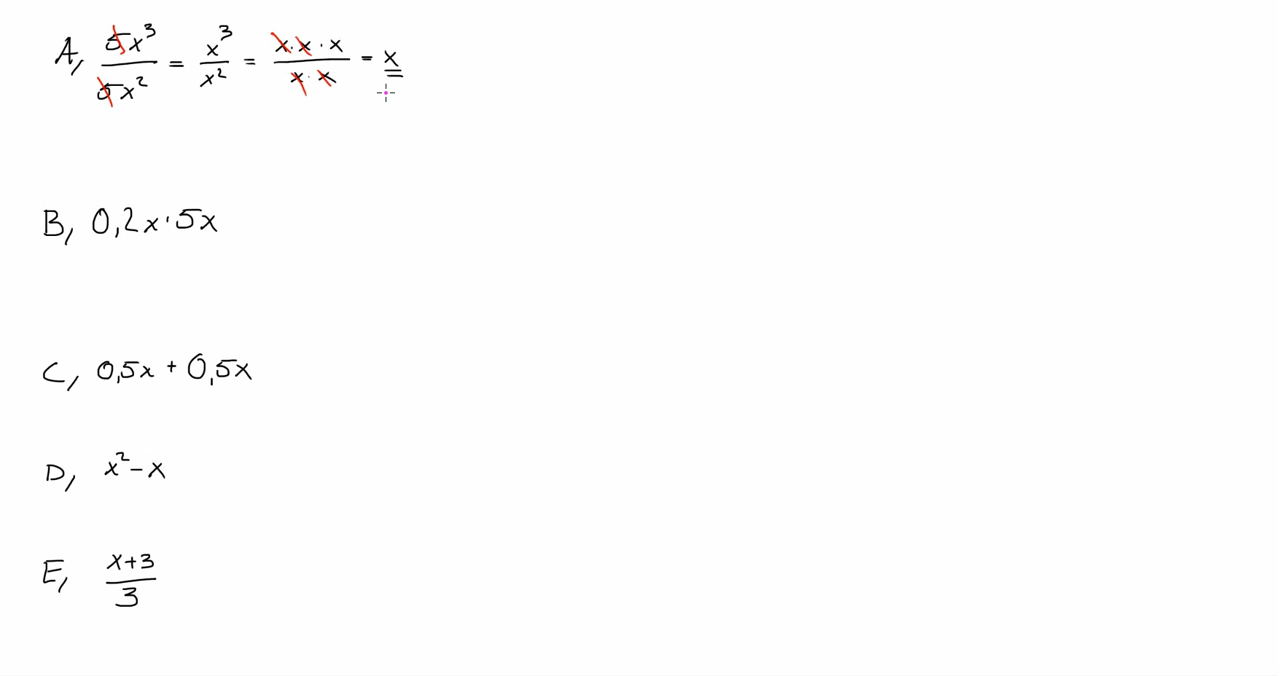 A, 5x³/5x² = x³/x² = x·x·x/x·x = x
B, 0,2x·5x
C, 0,5x + 0,5x
D, x²-x
E, x+3/3